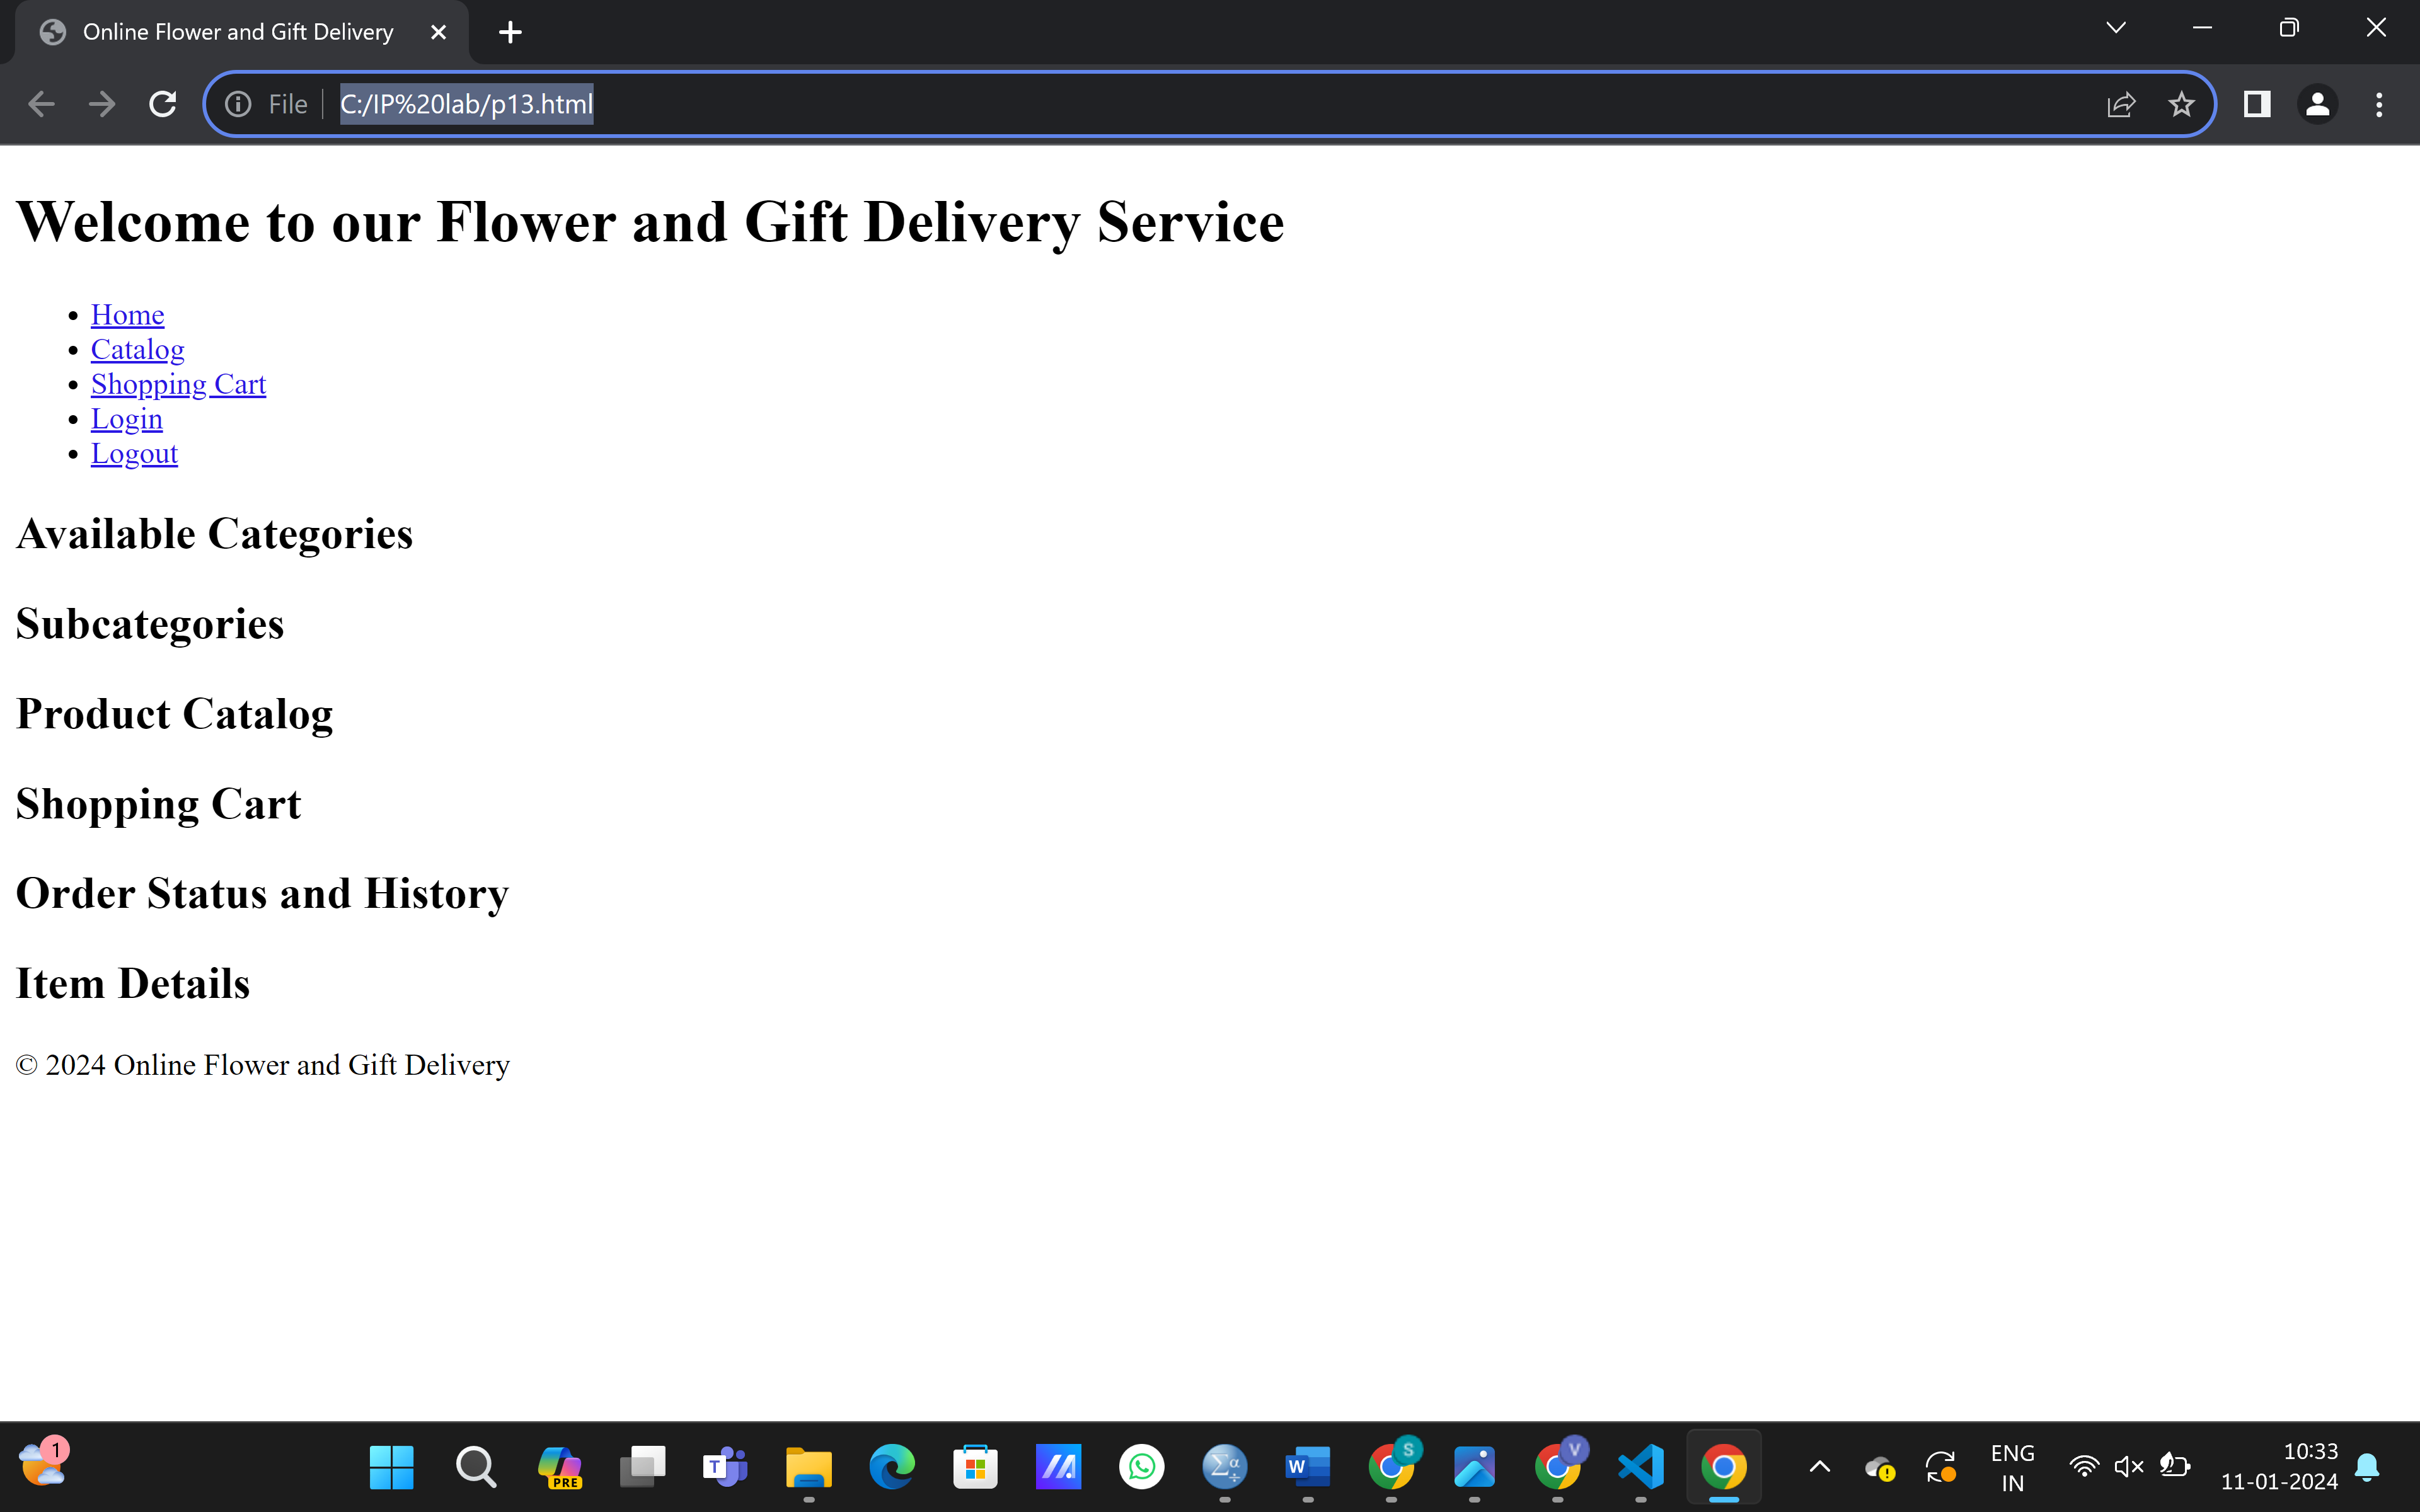 Online Flower and Gift Delivery
File
C:/IP%20lab/p13.html
Welcome to our Flower and Gift Delivery Service
Home
Catalog
Shopping Cart
Login
Logout
Available Categories
Subcategories
Product Catalog
Shopping Cart
Order Status and History
Item Details
© 2024 Online Flower and Gift Delivery
1
PRE
T
Σα
÷
W
S
V
ENG
IN
10:33
11-01-2024